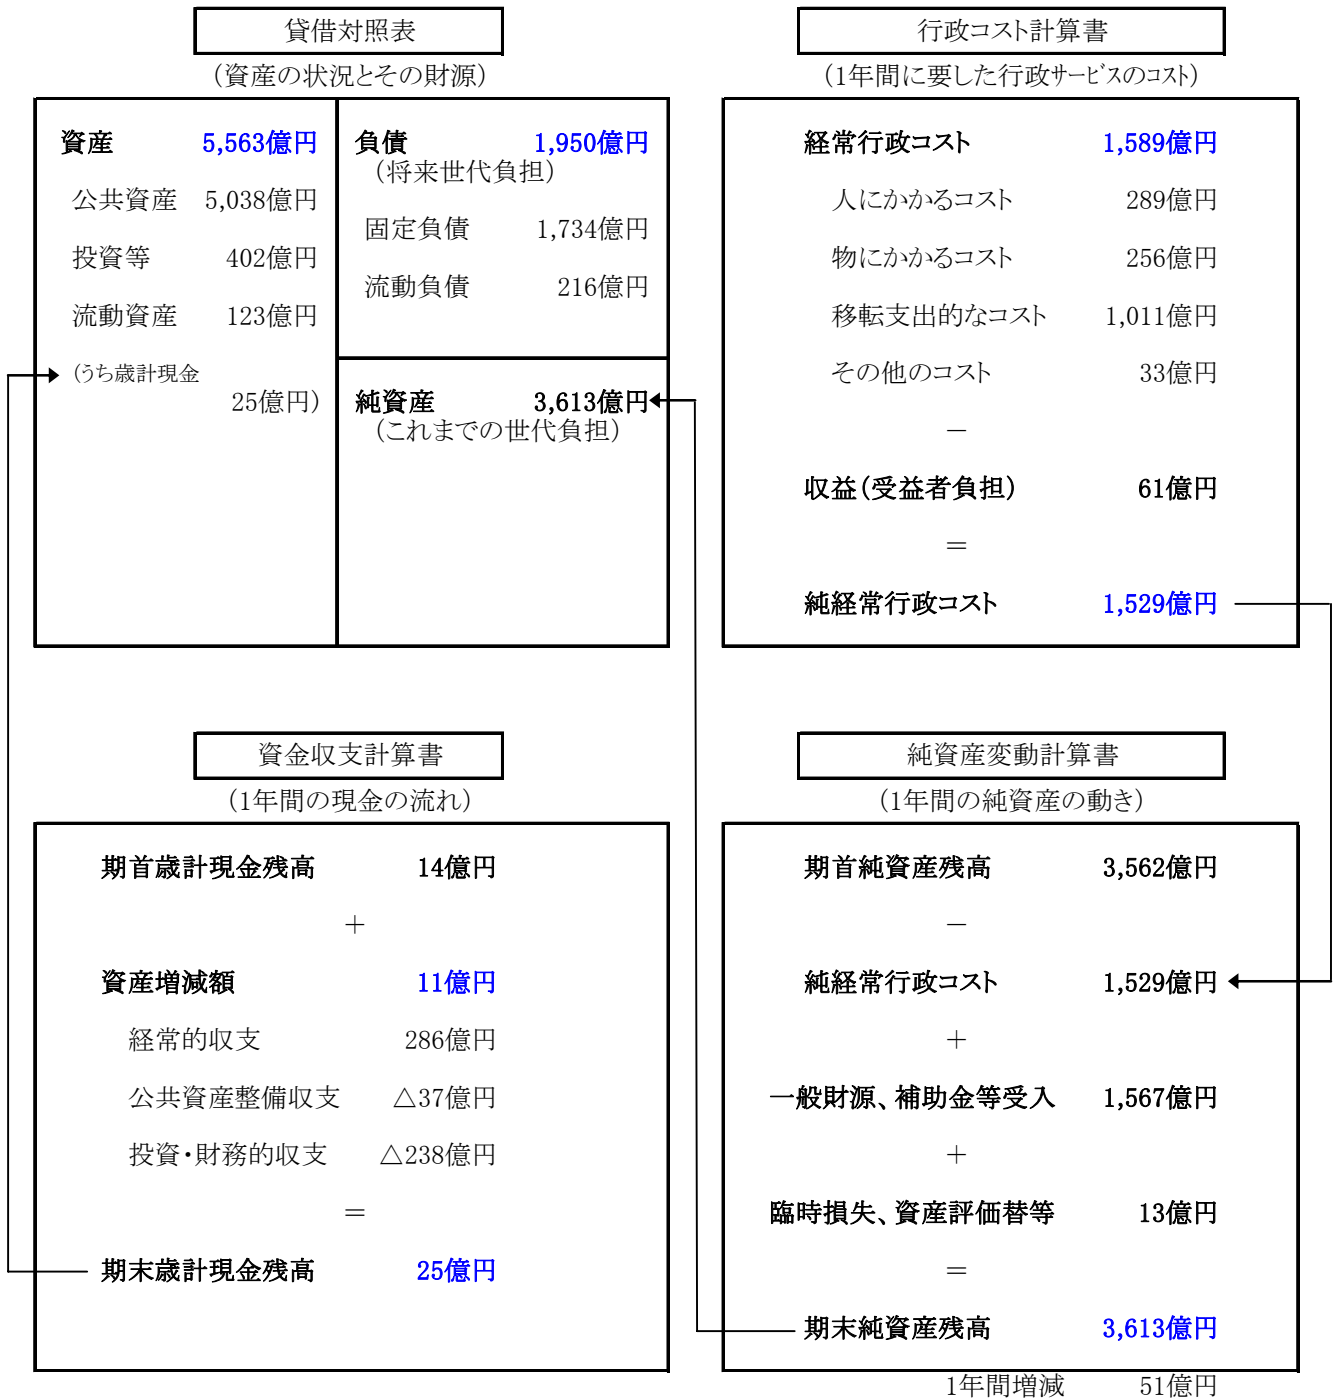 貸借対照表
(資産の状況とその財源)
資産 5,563億円
公共資産 5,038億円
投資等 402億円
流動資産 123億円
(うち歳計現金
25億円)
負債 1,950億円
(将来世代負担)
固定負債 1,734億円
流動負債 216億円
純資産 3,613億円
(これまでの世代負担)
行政コスト計算書
(1年間に要した行政サービスのコスト)
経常行政コスト 1,589億円
人にかかるコスト 289億円
物にかかるコスト 256億円
移転支出的なコスト 1,011億円
その他のコスト 33億円
－
収益(受益者負担) 61億円
＝
純経常行政コスト 1,529億円
資金収支計算書
(1年間の現金の流れ)
期首歳計現金残高 14億円
＋
資産増減額 11億円
経常的収支 286億円
公共資産整備収支 △37億円
投資・財務的収支 △238億円
＝
期末歳計現金残高 25億円
純資産変動計算書
(1年間の純資産の動き)
期首純資産残高 3,562億円
－
純経常行政コスト 1,529億円
＋
一般財源、補助金等受入 1,567億円
＋
臨時損失、資産評価替等 13億円
＝
期末純資産残高 3,613億円
1年間増減 51億円